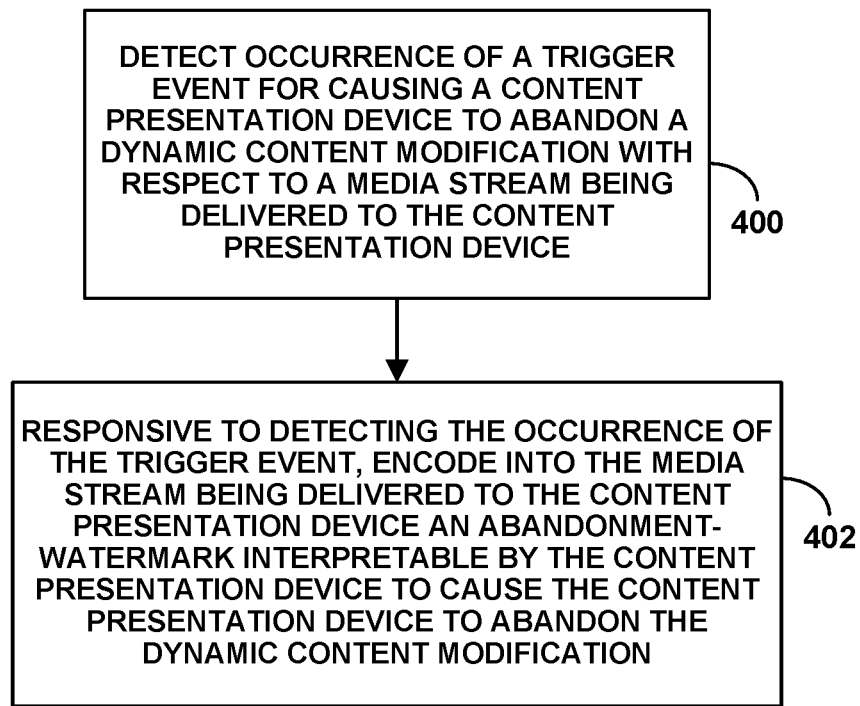 DETECT OCCURRENCE OF A TRIGGER
EVENT FOR CAUSING A CONTENT
PRESENTATION DEVICE TO ABANDON A
DYNAMIC CONTENT MODIFICATION WITH
RESPECT TO A MEDIA STREAM BEING
DELIVERED TO THE CONTENT
PRESENTATION DEVICE
400
RESPONSIVE TO DETECTING THE OCCURRENCE OF
THE TRIGGER EVENT, ENCODE INTO THE MEDIA
STREAM BEING DELIVERED TO THE CONTENT
PRESENTATION DEVICE AN ABANDONMENT-
WATERMARK INTERPRETABLE BY THE CONTENT
PRESENTATION DEVICE TO CAUSE THE CONTENT
PRESENTATION DEVICE TO ABANDON THE
DYNAMIC CONTENT MODIFICATION
402